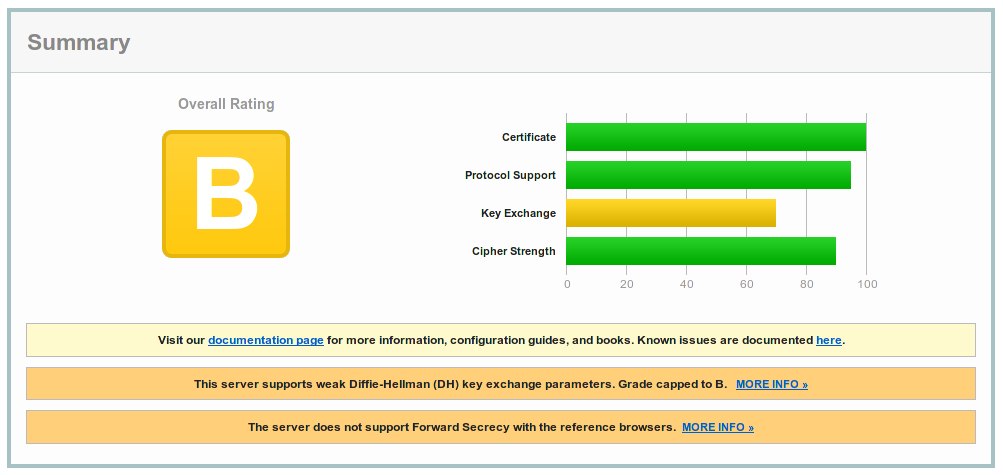 Summary
Overall Rating
B
Certificate
Protocol Support
Key Exchange
Cipher Strength
0 20 40 60 80 100
Visit our documentation page for more information, configuration guides, and books. Known issues are documented here.
This server supports weak Diffie-Hellman (DH) key exchange parameters. Grade capped to B. MORE INFO »
The server does not support Forward Secrecy with the reference browsers. MORE INFO »